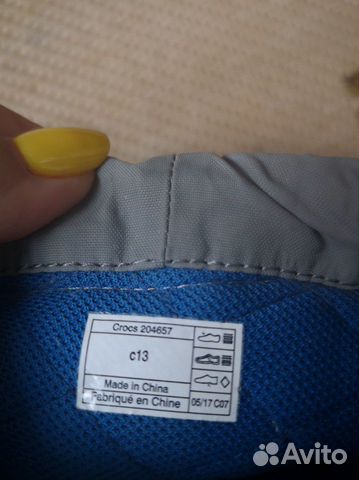 Crocs 204657
c13
Made in China
Fabriqué en Chine
05/17 C07
Avito